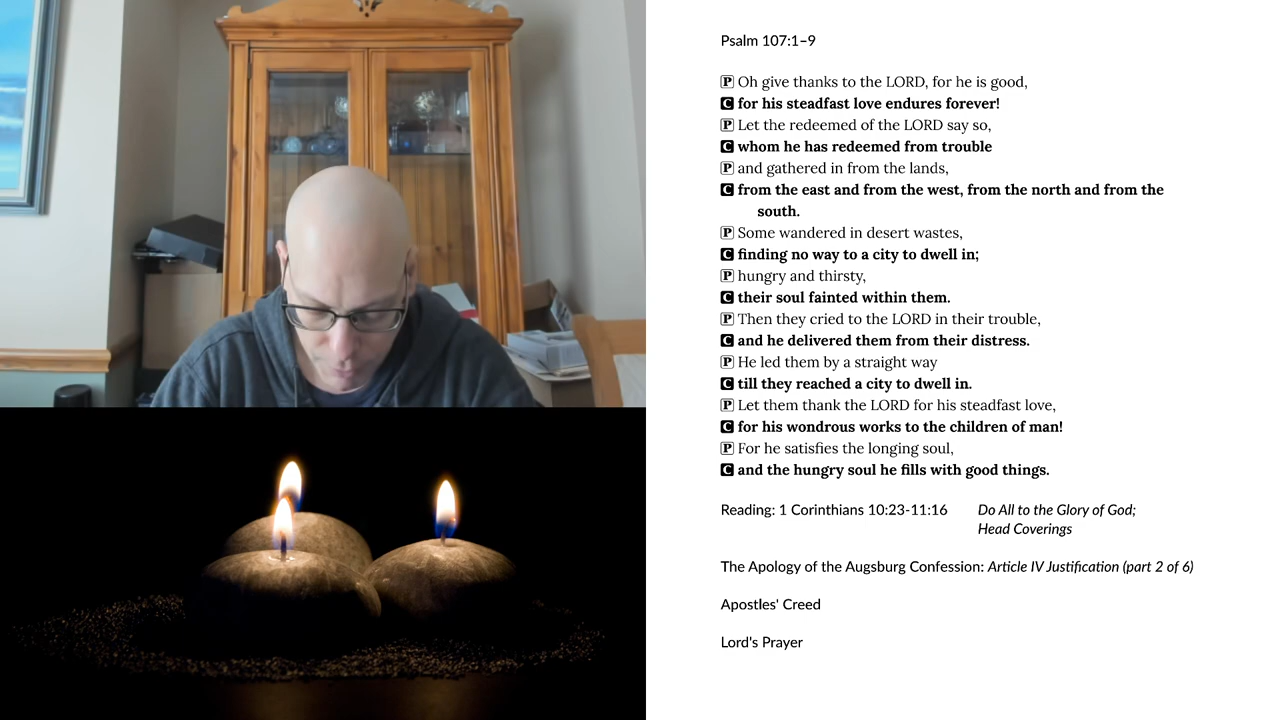 Psalm 107:1–9
P Oh give thanks to the LORD, for he is good,
C for his steadfast love endures forever!
P Let the redeemed of the LORD say so,
C whom he has redeemed from trouble
P and gathered in from the lands,
C from the east and from the west, from the north and from the
south.
P Some wandered in desert wastes,
C finding no way to a city to dwell in;
P hungry and thirsty,
C their soul fainted within them.
P Then they cried to the LORD in their trouble,
C and he delivered them from their distress.
P He led them by a straight way
C till they reached a city to dwell in.
P Let them thank the LORD for his steadfast love,
C for his wondrous works to the children of man!
P For he satisfies the longing soul,
C and the hungry soul he fills with good things.
Reading: 1 Corinthians 10:23-11:16 Do All to the Glory of God;
Head Coverings
The Apology of the Augsburg Confession: Article IV Justification (part 2 of 6)
Apostles' Creed
Lord's Prayer